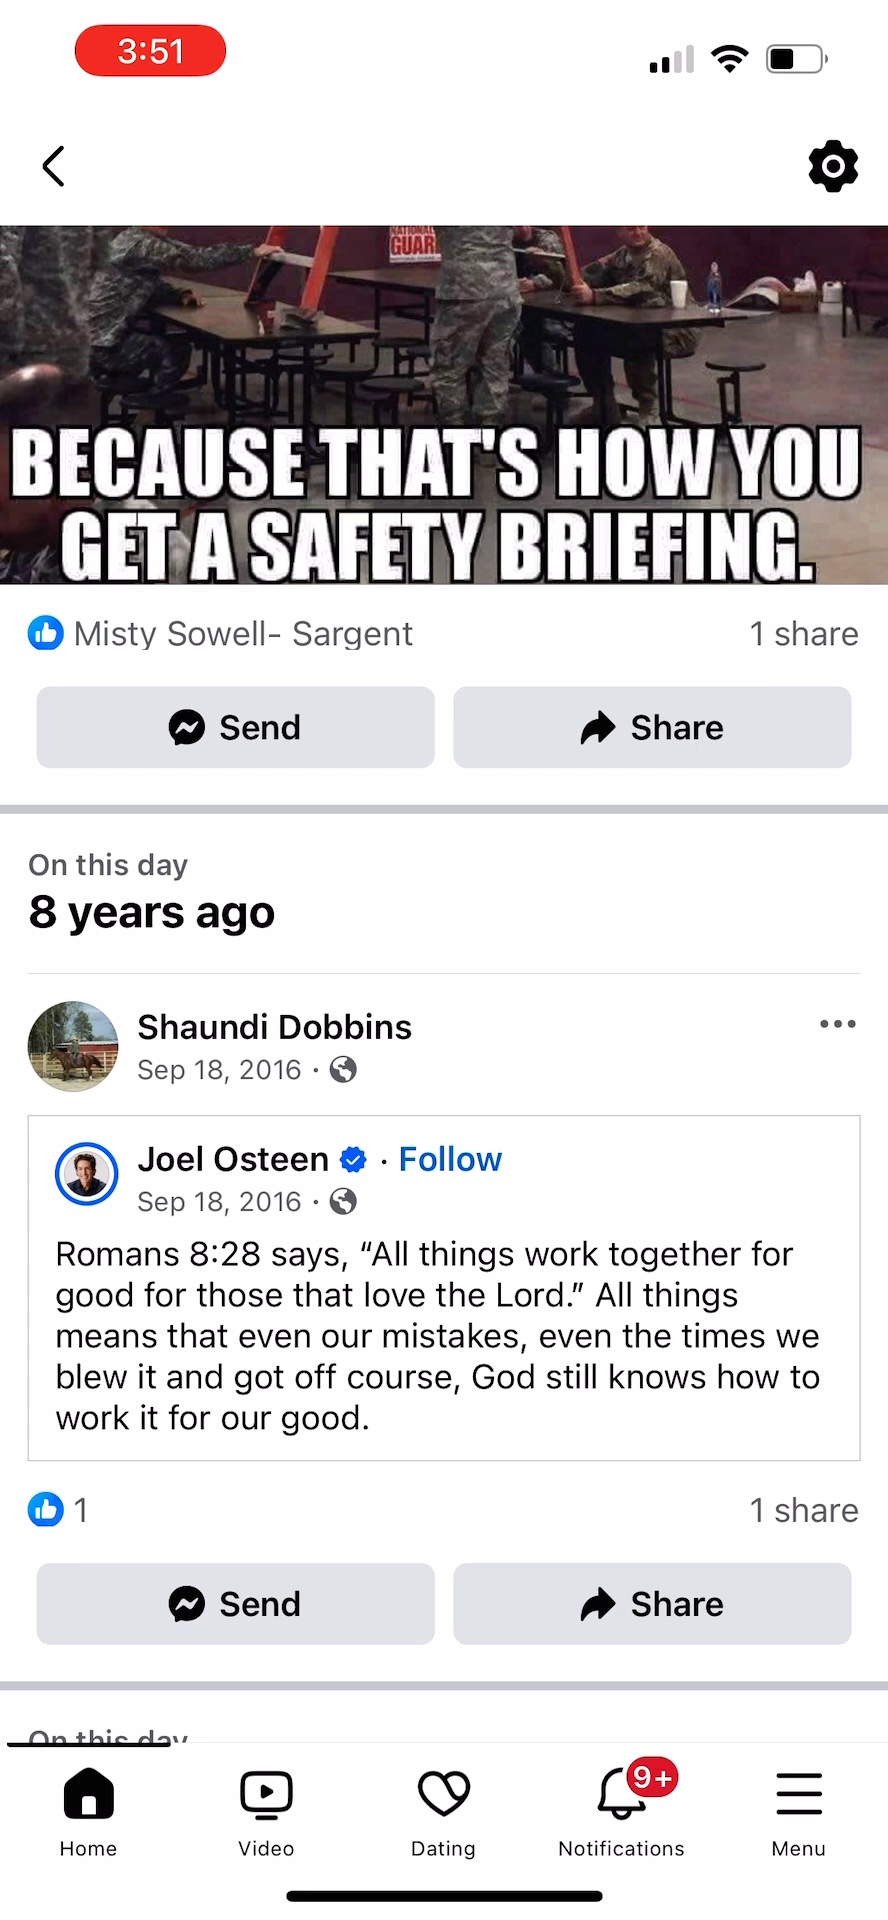 3:51
NATIONAL
GUAR
BECAUSE THAT'S HOW YOU
GET A SAFETY BRIEFING.
Misty Sowell- Sargent
1 share
Send
Share
On this day
8 years ago
Shaundi Dobbins
Sep 18, 2016 ·
Joel Osteen · Follow
Sep 18, 2016 ·
Romans 8:28 says, “All things work together for
good for those that love the Lord.” All things
means that even our mistakes, even the times we
blew it and got off course, God still knows how to
work it for our good.
1
1 share
Send
Share
On this day
9+
Home
Video
Dating
Notifications
Menu